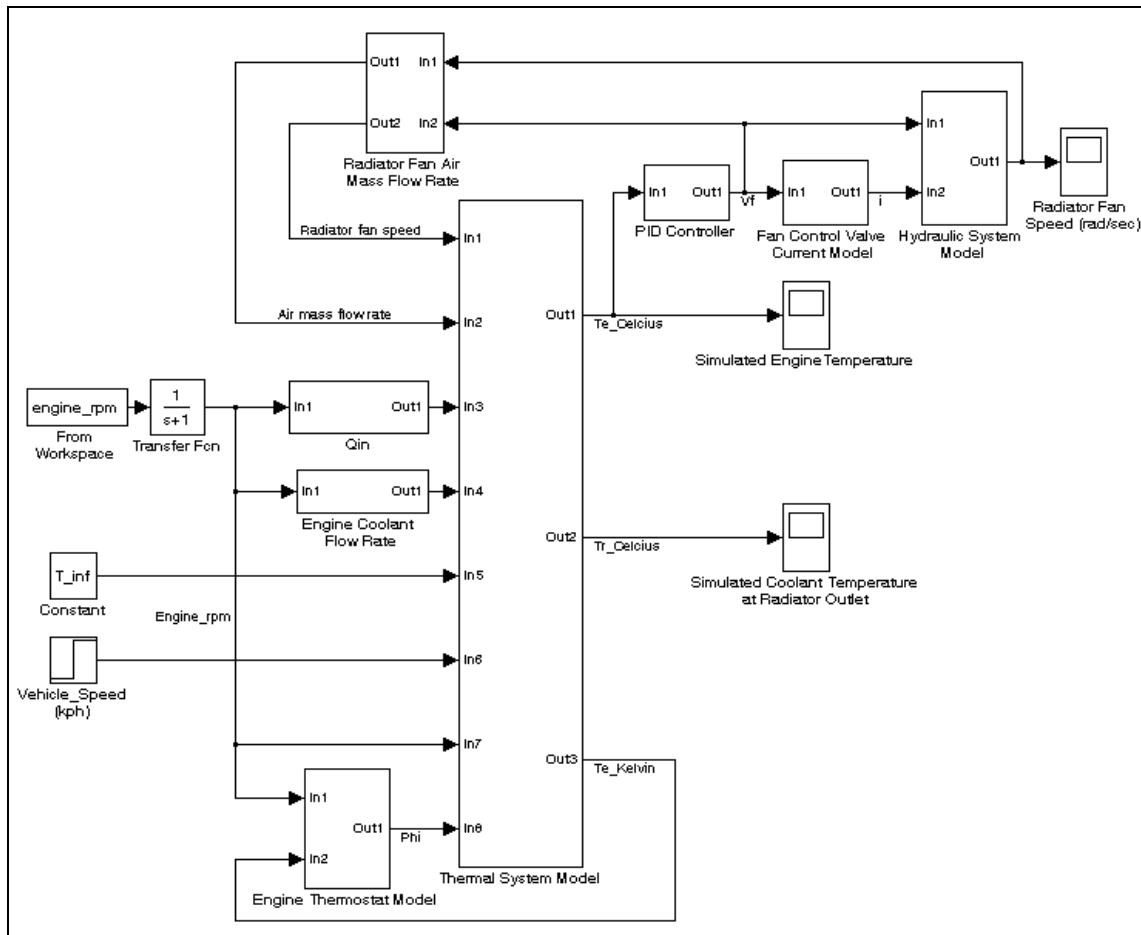 Out1
In1
Out2
In2
Radiator Fan Air
Mass Flow Rate
In1
Out1
In2
Hydraulic System
Model
Radiator Fan
Speed (rad/sec)
In1
Out1
PID Controller
Vf
In1
Out1
Fan Control Valve
Current Model
i
Radiator fan speed
In1
Air mass flow rate
In2
Out1
Te_Celcius
Simulated Engine Temperature
engine_rpm
From
Workspace
1
s+1
Transfer Fcn
In1
Out1
Qin
In3
In1
Out1
Engine Coolant
Flow Rate
In4
Out2
Tr_Celcius
Simulated Coolant Temperature
at Radiator Outlet
T_inf
Constant
In5
Engine_rpm
Vehicle_Speed
(kph)
In6
In7
Out3
Te_Kelvin
In1
Out1
In2
Phi
In8
Engine Thermostat Model
Thermal System Model